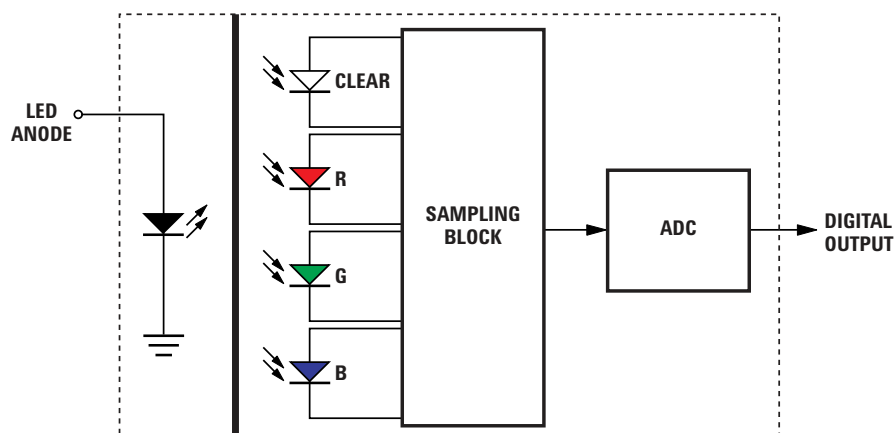 LED
ANODE
CLEAR
R
G
B
SAMPLING
BLOCK
ADC
DIGITAL
OUTPUT